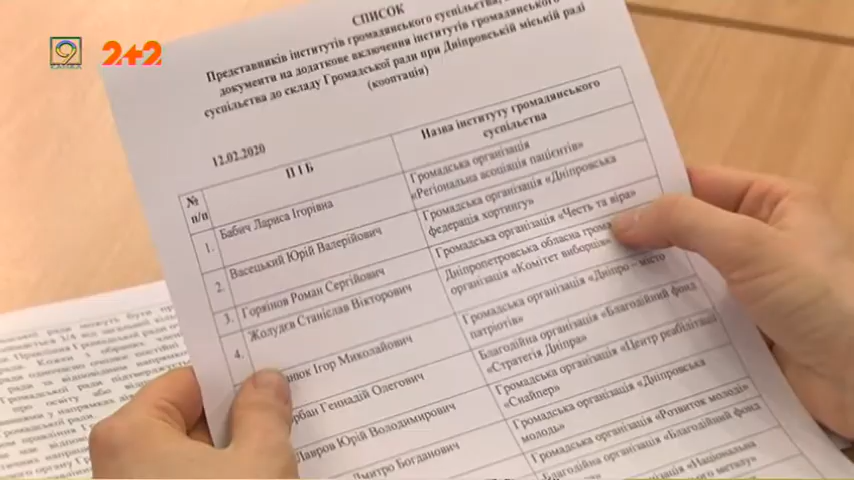 9
КАНАЛ
2+2
СПИСОК
Представників інститутів громадянського суспільства,
документи на додаткове включення інститутів громадянського
суспільства до складу Громадської ради при Дніпровській міській раді
(кооптація)
12.02.2020
№
п/п
П І Б
Назва інституту громадянського
суспільства
1.
Бабич Лариса Ігорівна
Громадська організація
«Регіональна асоціація пацієнтів»
2.
Васецький Юрій Валерійович
Громадська організація «Дніпровська
федерація хортингу»
3.
Горяінов Роман Сергійович
Громадська організація «Честь та віра»
4.
Жолудєв Станіслав Вікторович
Дніпропетровська обласна грома
організація «Комітет виборців
Ігор Миколайович
Громадська організація «Дніпро – місто
патріотів»
Геннадій Олегович
Благодійна організація «Благодійний фонд
«Стратегія Дніпра»
Лавров Юрій Володимирович
Громадська організація «Центр реабілітації
«Снайпер»
Дмитро Богданович
Громадська організація «Дніпровська
молодь»
Громадська організація «Розвиток молоді»
Благодійна організація «Благодійний фонд
Громадська організація «Національна
металу»